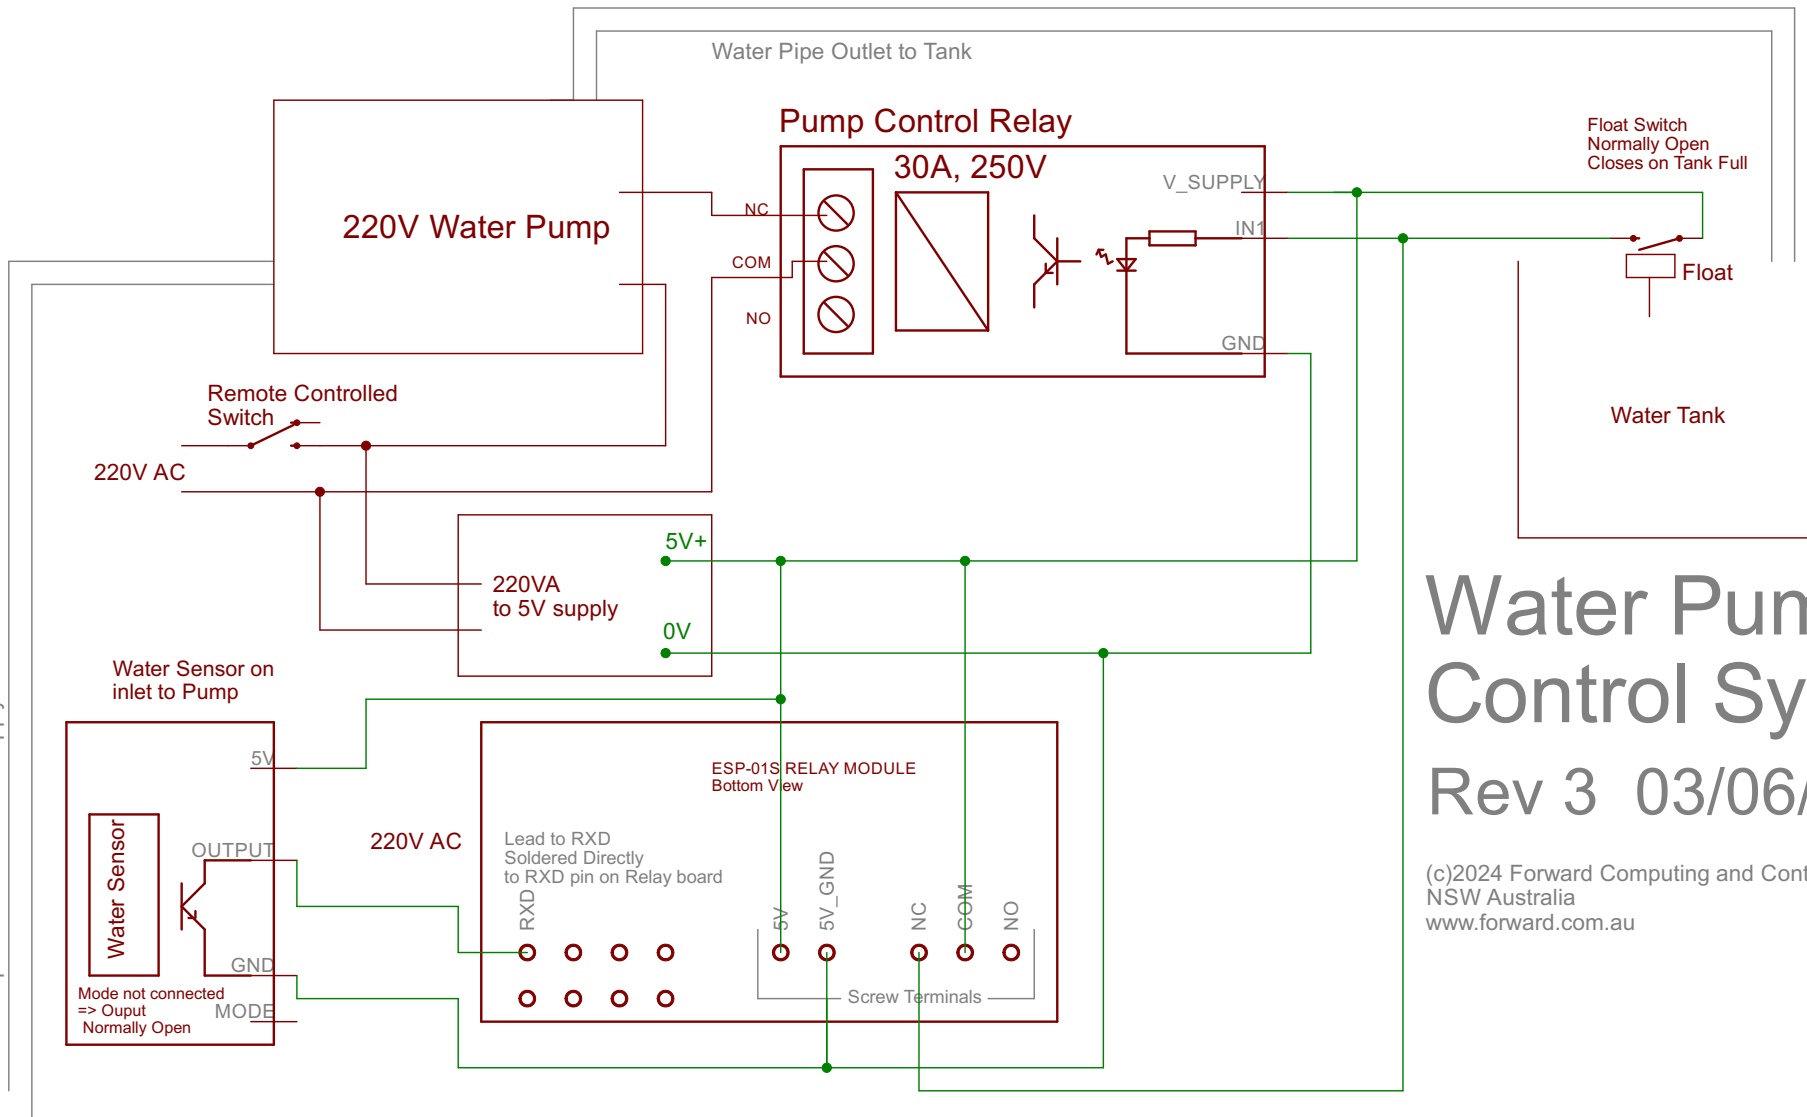 Water Pipe Outlet to Tank
Pump Control Relay
30A, 250V
Float Switch
Normally Open
Closes on Tank Full
220V Water Pump
NC
COM
NO
V_SUPPLY
IN1
GND
Float
Water Tank
Remote Controlled
Switch
220V AC
5V+
220VA
to 5V supply
0V
Water Sensor on
inlet to Pump
5V
OUTPUT
Water Sensor
GND
MODE
Mode not connected
=> Ouput
Normally Open
220V AC
ESP-01S RELAY MODULE
Bottom View
Lead to RXD
Soldered Directly
to RXD pin on Relay board
RXD
5V
5V_GND
NC
COM
NO
Screw Terminals
Water
Control
Rev 3 03/06/
(c)2024 Forward Computing and
NSW Australia
www.forward.com.au